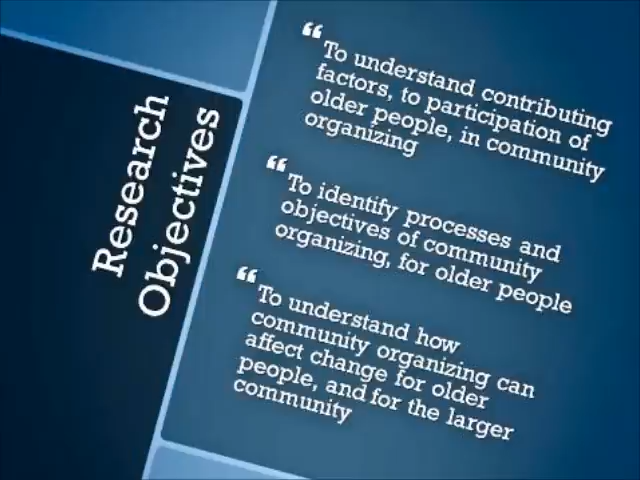 Research
Objectives
“ To understand contributing
factors, to participation of
older people, in community
organizing
“ To identify processes and
objectives of community
organizing, for older people
“ To understand how
community organizing can
affect change for older
people, and for the larger
community